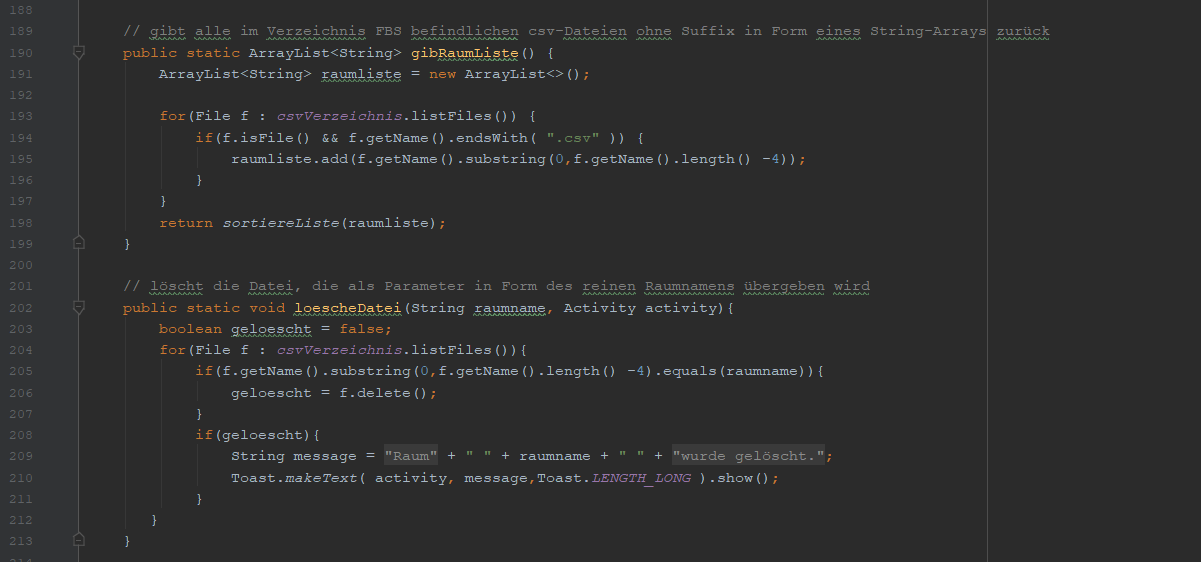 188
189 // gibt alle im Verzeichnis FBS befindlichen csv-Dateien ohne Suffix in Form eines String-Arrays zurück
190 public static ArrayList<String> gibRaumListe() {
191 ArrayList<String> raumliste = new ArrayList<>();
192
193 for(File f : csvVerzeichnis.listFiles()) {
194 if(f.isFile() && f.getName().endsWith( ".csv" )) {
195 raumliste.add(f.getName().substring(0,f.getName().length() -4));
196 }
197 }
198 return sortiereListe(raumliste);
199 }
200
201 // löscht die Datei, die als Parameter in Form des reinen Raumnamens übergeben wird
202 public static void loescheDatei(String raumname, Activity activity){
203 boolean geloescht = false;
204 for(File f : csvVerzeichnis.listFiles()){
205 if(f.getName().substring(0,f.getName().length() -4).equals(raumname)){
206 geloescht = f.delete();
207 }
208 if(geloescht){
209 String message = "Raum" + " " + raumname + " " + "wurde gelöscht.";
210 Toast.makeText( activity, message,Toast.LENGTH_LONG ).show();
211 }
212 }
213 }